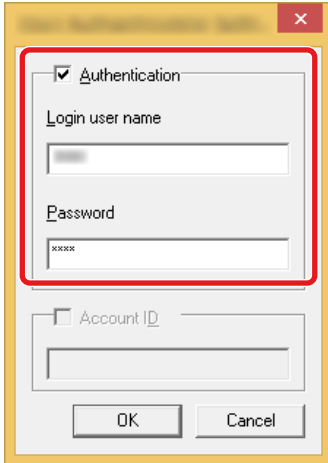 Authentication
Login user name
Password
****
Account ID
OK
Cancel